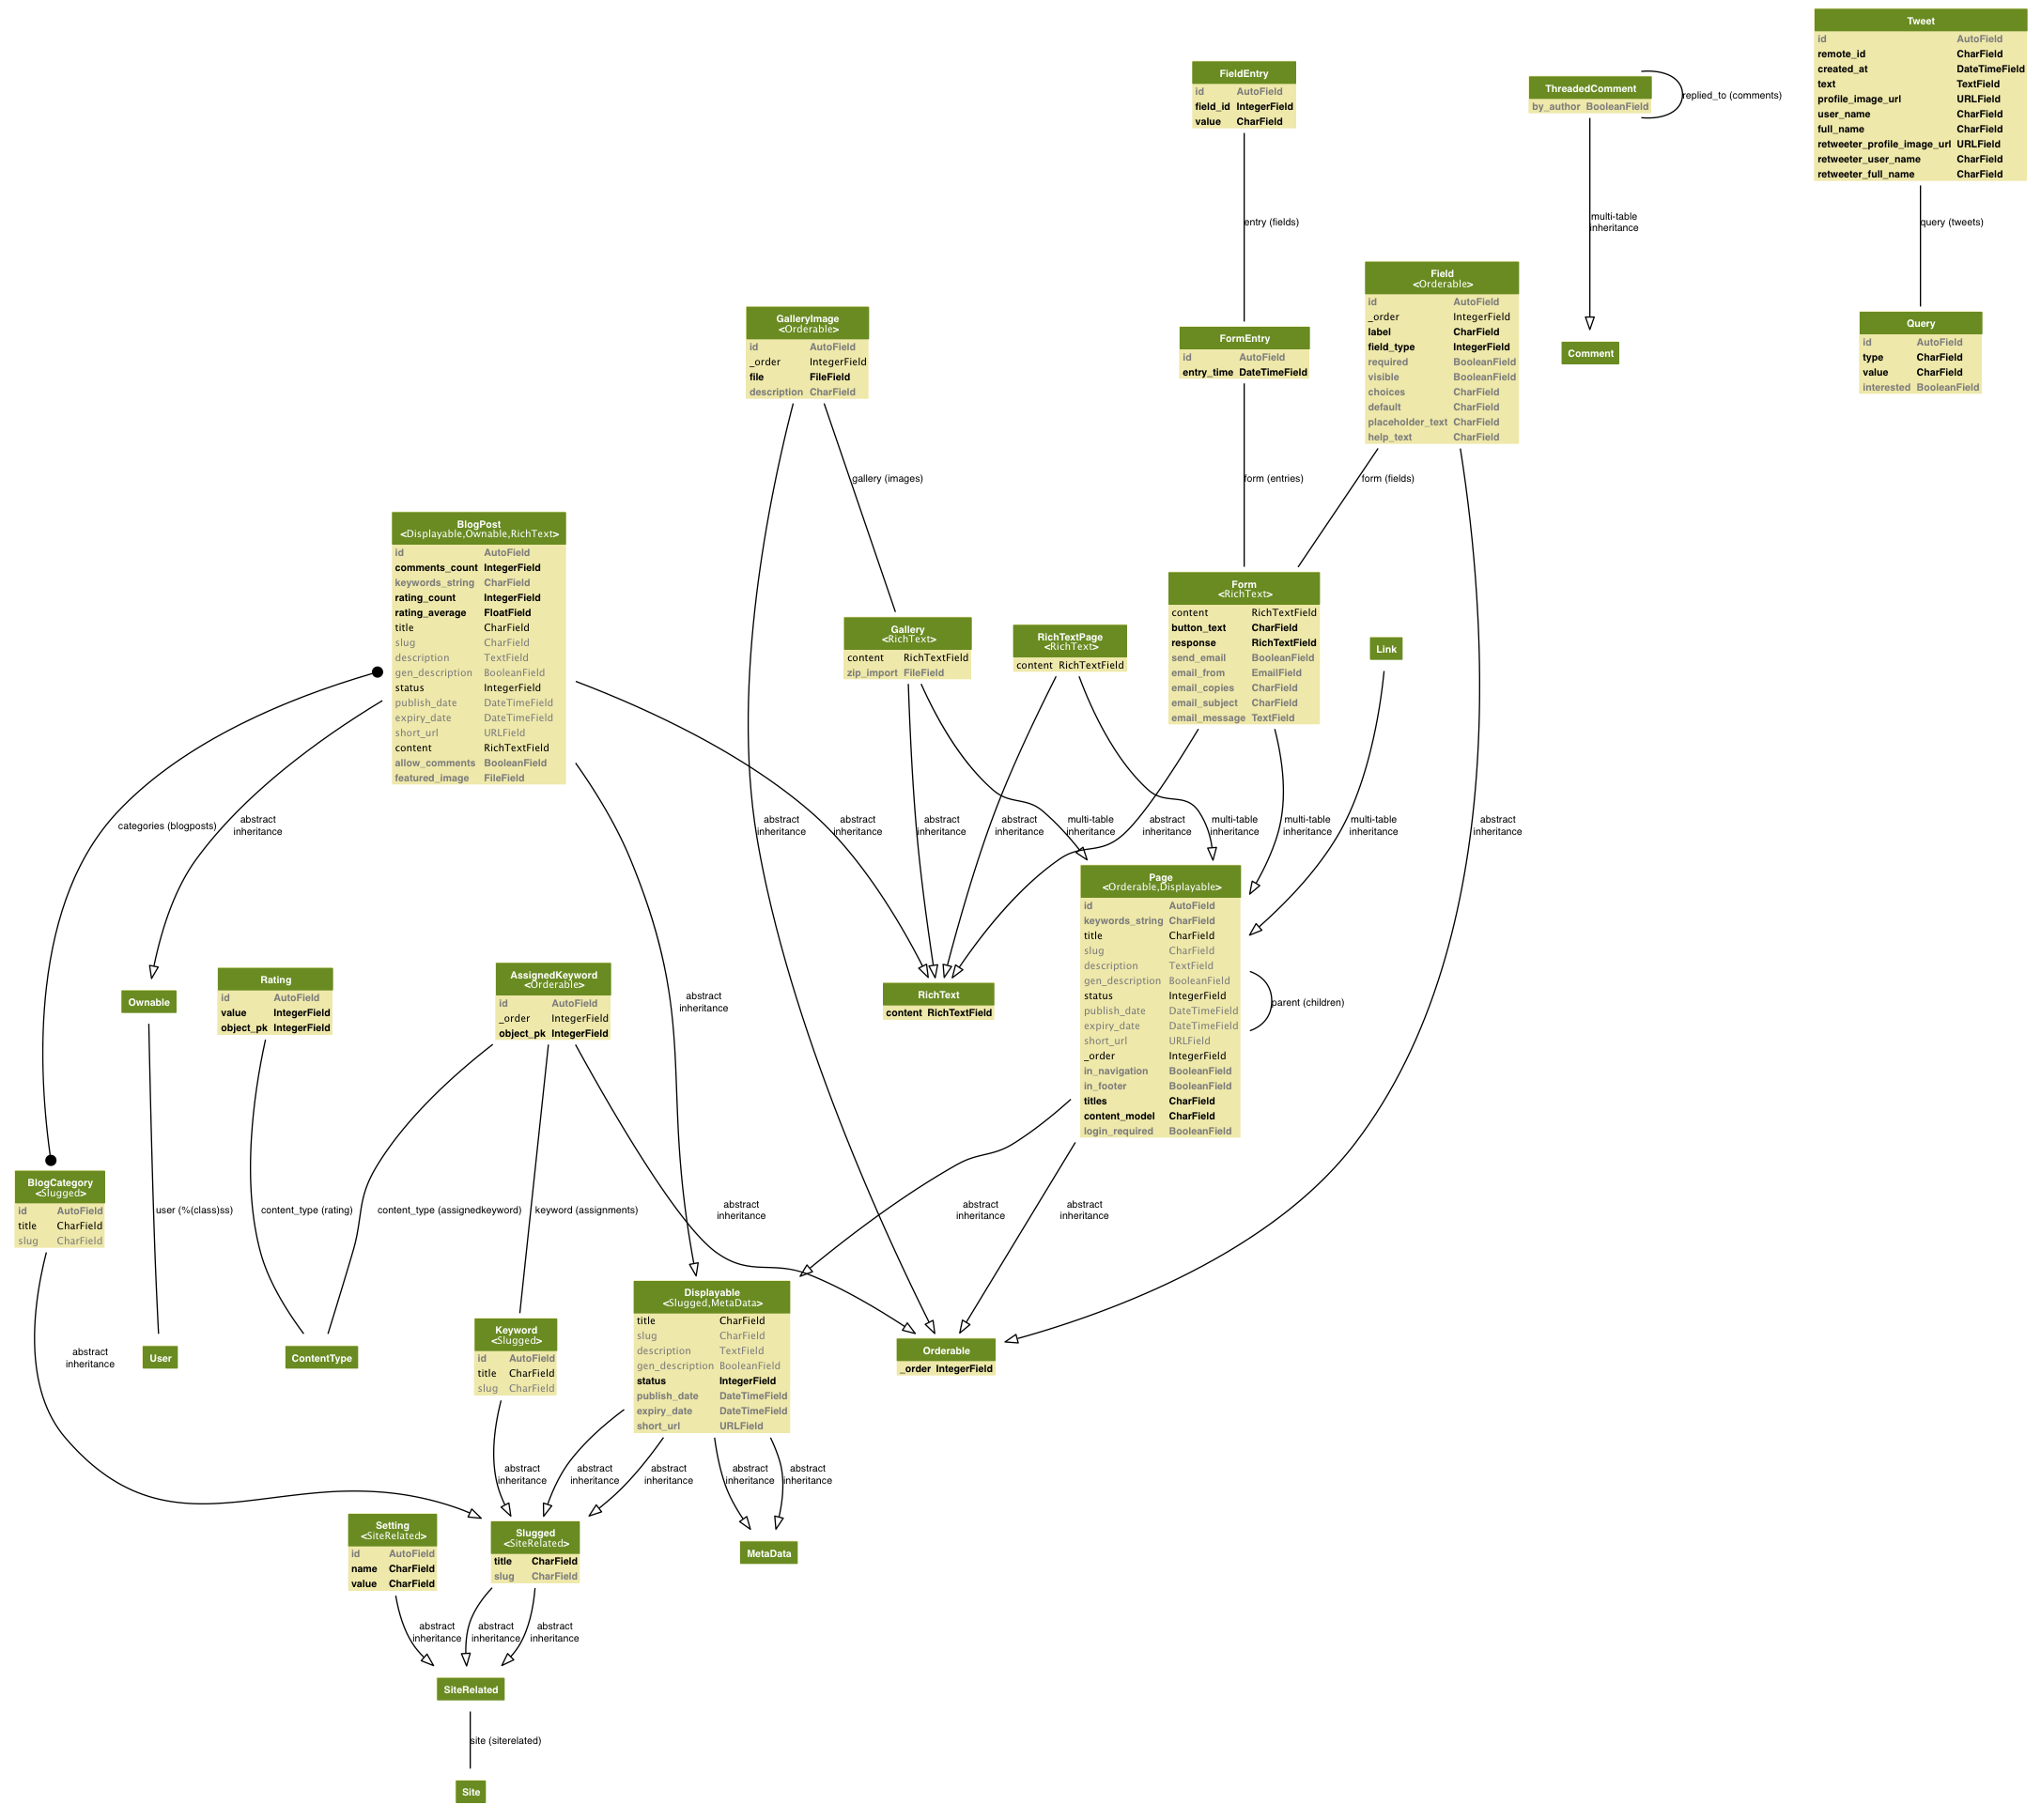 Tweet
id AutoField
remote_id CharField
created_at DateTimeField
text TextField
profile_image_url URLField
user_name CharField
full_name CharField
retweeter_profile_image_url URLField
retweeter_user_name CharField
retweeter_full_name CharField
FieldEntry
id AutoField
field_id IntegerField
value CharField
ThreadedComment
by_author BooleanField
replied_to (comments)
entry (fields)
multi-table
inheritance
query (tweets)
Field
<Orderable>
id AutoField
_order IntegerField
label CharField
field_type IntegerField
required BooleanField
visible BooleanField
choices CharField
default CharField
placeholder_text CharField
help_text CharField
GalleryImage
<Orderable>
id AutoField
_order IntegerField
file FileField
description CharField
FormEntry
id AutoField
entry_time DateTimeField
Comment
Query
id AutoField
type CharField
value CharField
interested BooleanField
gallery (images)
form (entries)
form (fields)
BlogPost
<Displayable,Ownable,RichText>
id AutoField
comments_count IntegerField
keywords_string CharField
rating_count IntegerField
rating_average FloatField
title CharField
slug CharField
description TextField
gen_description BooleanField
status IntegerField
publish_date DateTimeField
expiry_date DateTimeField
short_url URLField
content RichTextField
allow_comments BooleanField
featured_image FileField
Gallery
<RichText>
content RichTextField
zip_import FileField
RichTextPage
<RichText>
content RichTextField
Form
<RichText>
content RichTextField
button_text CharField
response RichTextField
send_email BooleanField
email_from EmailField
email_copies CharField
email_subject CharField
email_message TextField
Link
categories (blogposts)
abstract
inheritance
abstract
inheritance
abstract
inheritance
abstract
inheritance
abstract
inheritance
multi-table
inheritance
abstract
inheritance
multi-table
inheritance
multi-table
inheritance
multi-table
inheritance
abstract
inheritance
Page
<Orderable,Displayable>
id AutoField
keywords_string CharField
title CharField
slug CharField
description TextField
gen_description BooleanField
status IntegerField
publish_date DateTimeField
expiry_date DateTimeField
short_url URLField
_order IntegerField
in_navigation BooleanField
in_footer BooleanField
titles CharField
content_model CharField
login_required BooleanField
parent (children)
Ownable
Rating
id AutoField
value IntegerField
object_pk IntegerField
AssignedKeyword
<Orderable>
id AutoField
_order IntegerField
object_pk IntegerField
abstract
inheritance
RichText
content RichTextField
BlogCategory
<Slugged>
id AutoField
title CharField
slug CharField
user (%(class)ss)
content_type (rating)
content_type (assignedkeyword)
keyword (assignments)
abstract
inheritance
abstract
inheritance
abstract
inheritance
abstract
inheritance
User
ContentType
Keyword
<Slugged>
id AutoField
title CharField
slug CharField
Displayable
<Slugged,MetaData>
title CharField
slug CharField
description TextField
gen_description BooleanField
status IntegerField
publish_date DateTimeField
expiry_date DateTimeField
short_url URLField
Orderable
_order IntegerField
abstract
inheritance
abstract
inheritance
abstract
inheritance
abstract
inheritance
abstract
inheritance
Setting
<SiteRelated>
id AutoField
name CharField
value CharField
Slugged
<SiteRelated>
title CharField
slug CharField
MetaData
abstract
inheritance
abstract
inheritance
abstract
inheritance
SiteRelated
site (siterelated)
Site